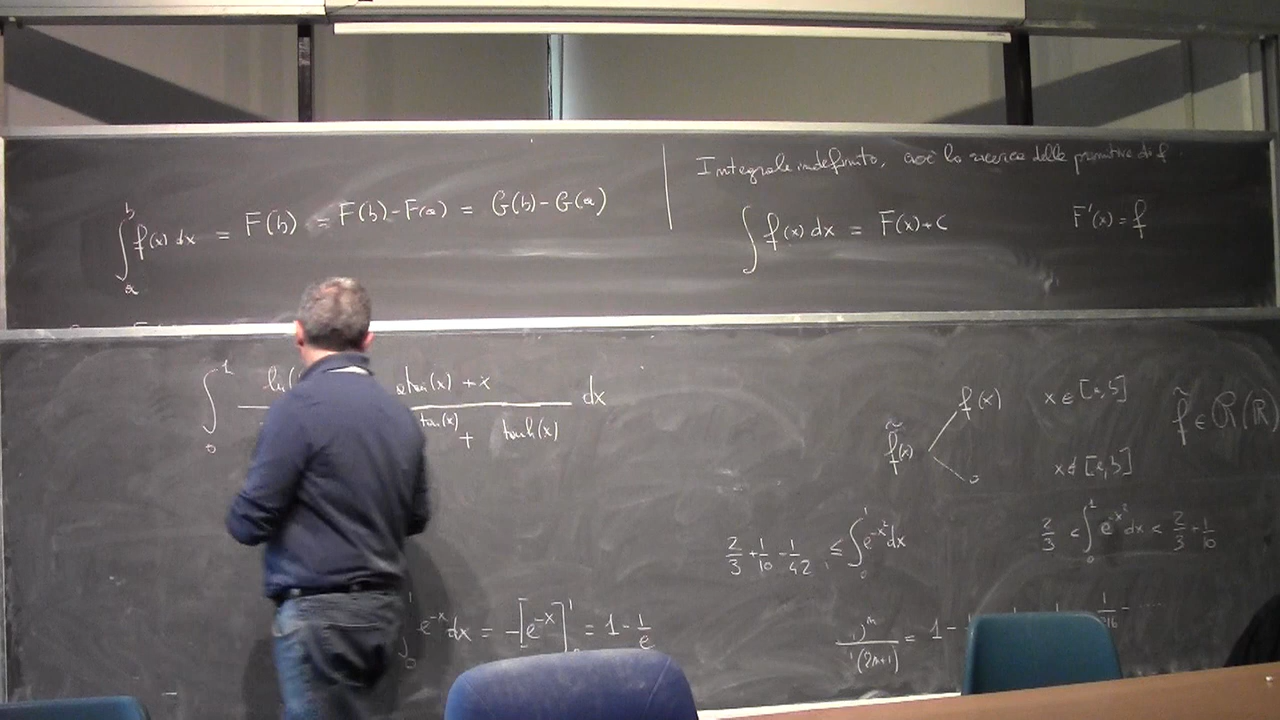 ∫_a^b f(x) dx = F(b) = F(b)-F(a) = G(b)-G(a)
Integrale indefinito, cioè la ricerca delle primitive di f
∫ f(x) dx = F(x)+C F'(x) = f
∫_0^1 ln( x) + x dx
tan(x) + tanh(x)
f̃(x) f(x) x ∈ [a,b]
0 x ∉ [a,b]
f̃ ∈ R(ℝ)
2/3 + 1/10 - 1/42 ≤ ∫_0^1 e^{-x²} dx
2/3 < ∫_0^1 e^{-x²} dx < 2/3 + 1/10
∫_0^1 e^{-x} dx = -[e^{-x}]_0^1 = 1 - 1/e
(2n+1) = 1 -